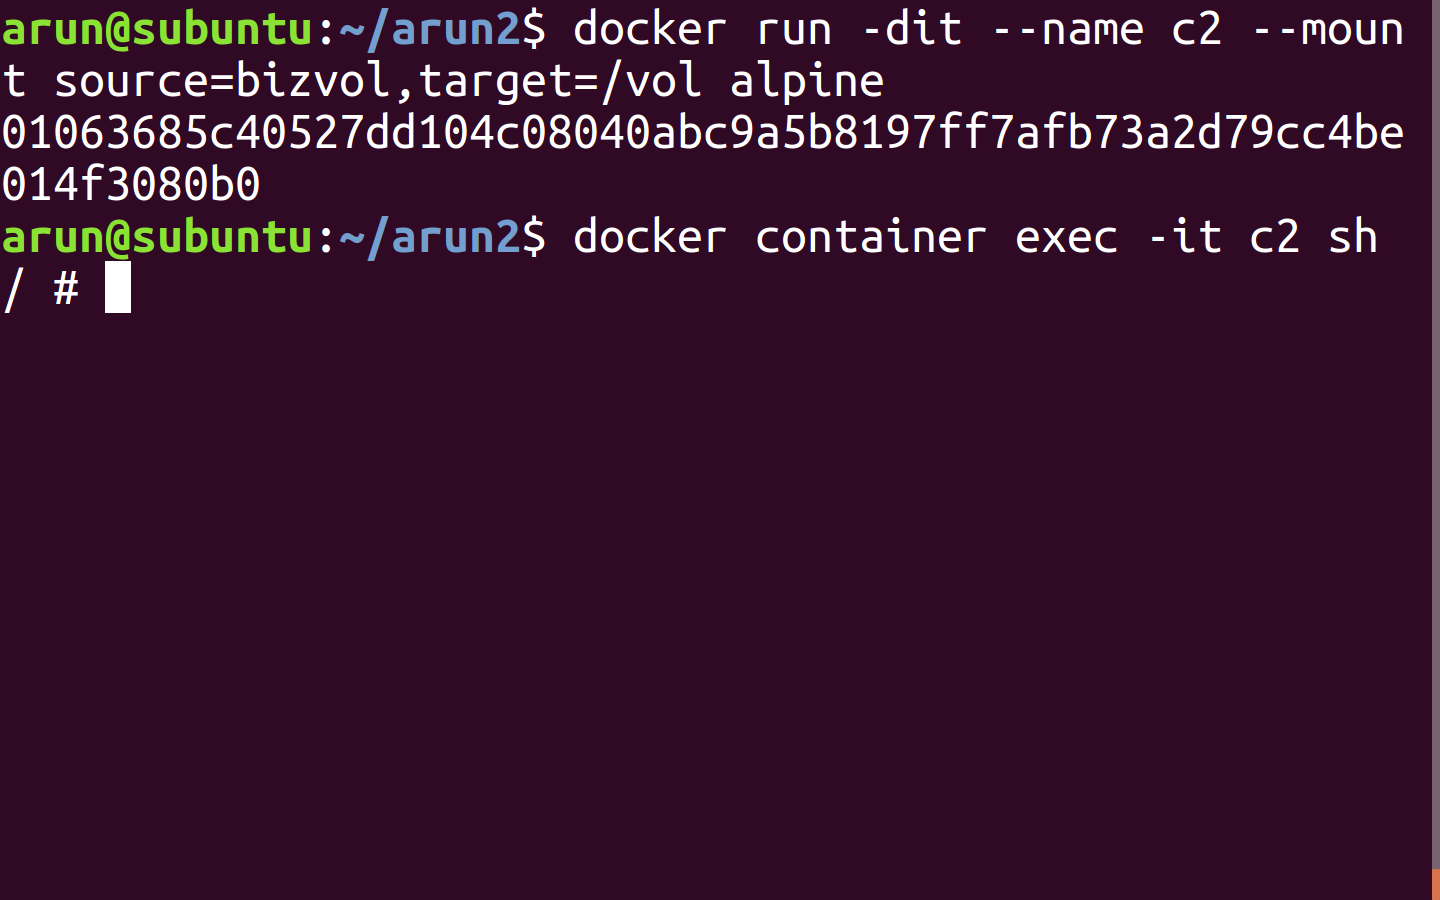 arun@subuntu:~/arun2$ docker run -dit --name c2 --moun
t source=bizvol,target=/vol alpine
01063685c40527dd104c08040abc9a5b8197ff7afb73a2d79cc4be
014f3080b0
arun@subuntu:~/arun2$ docker container exec -it c2 sh
/ #